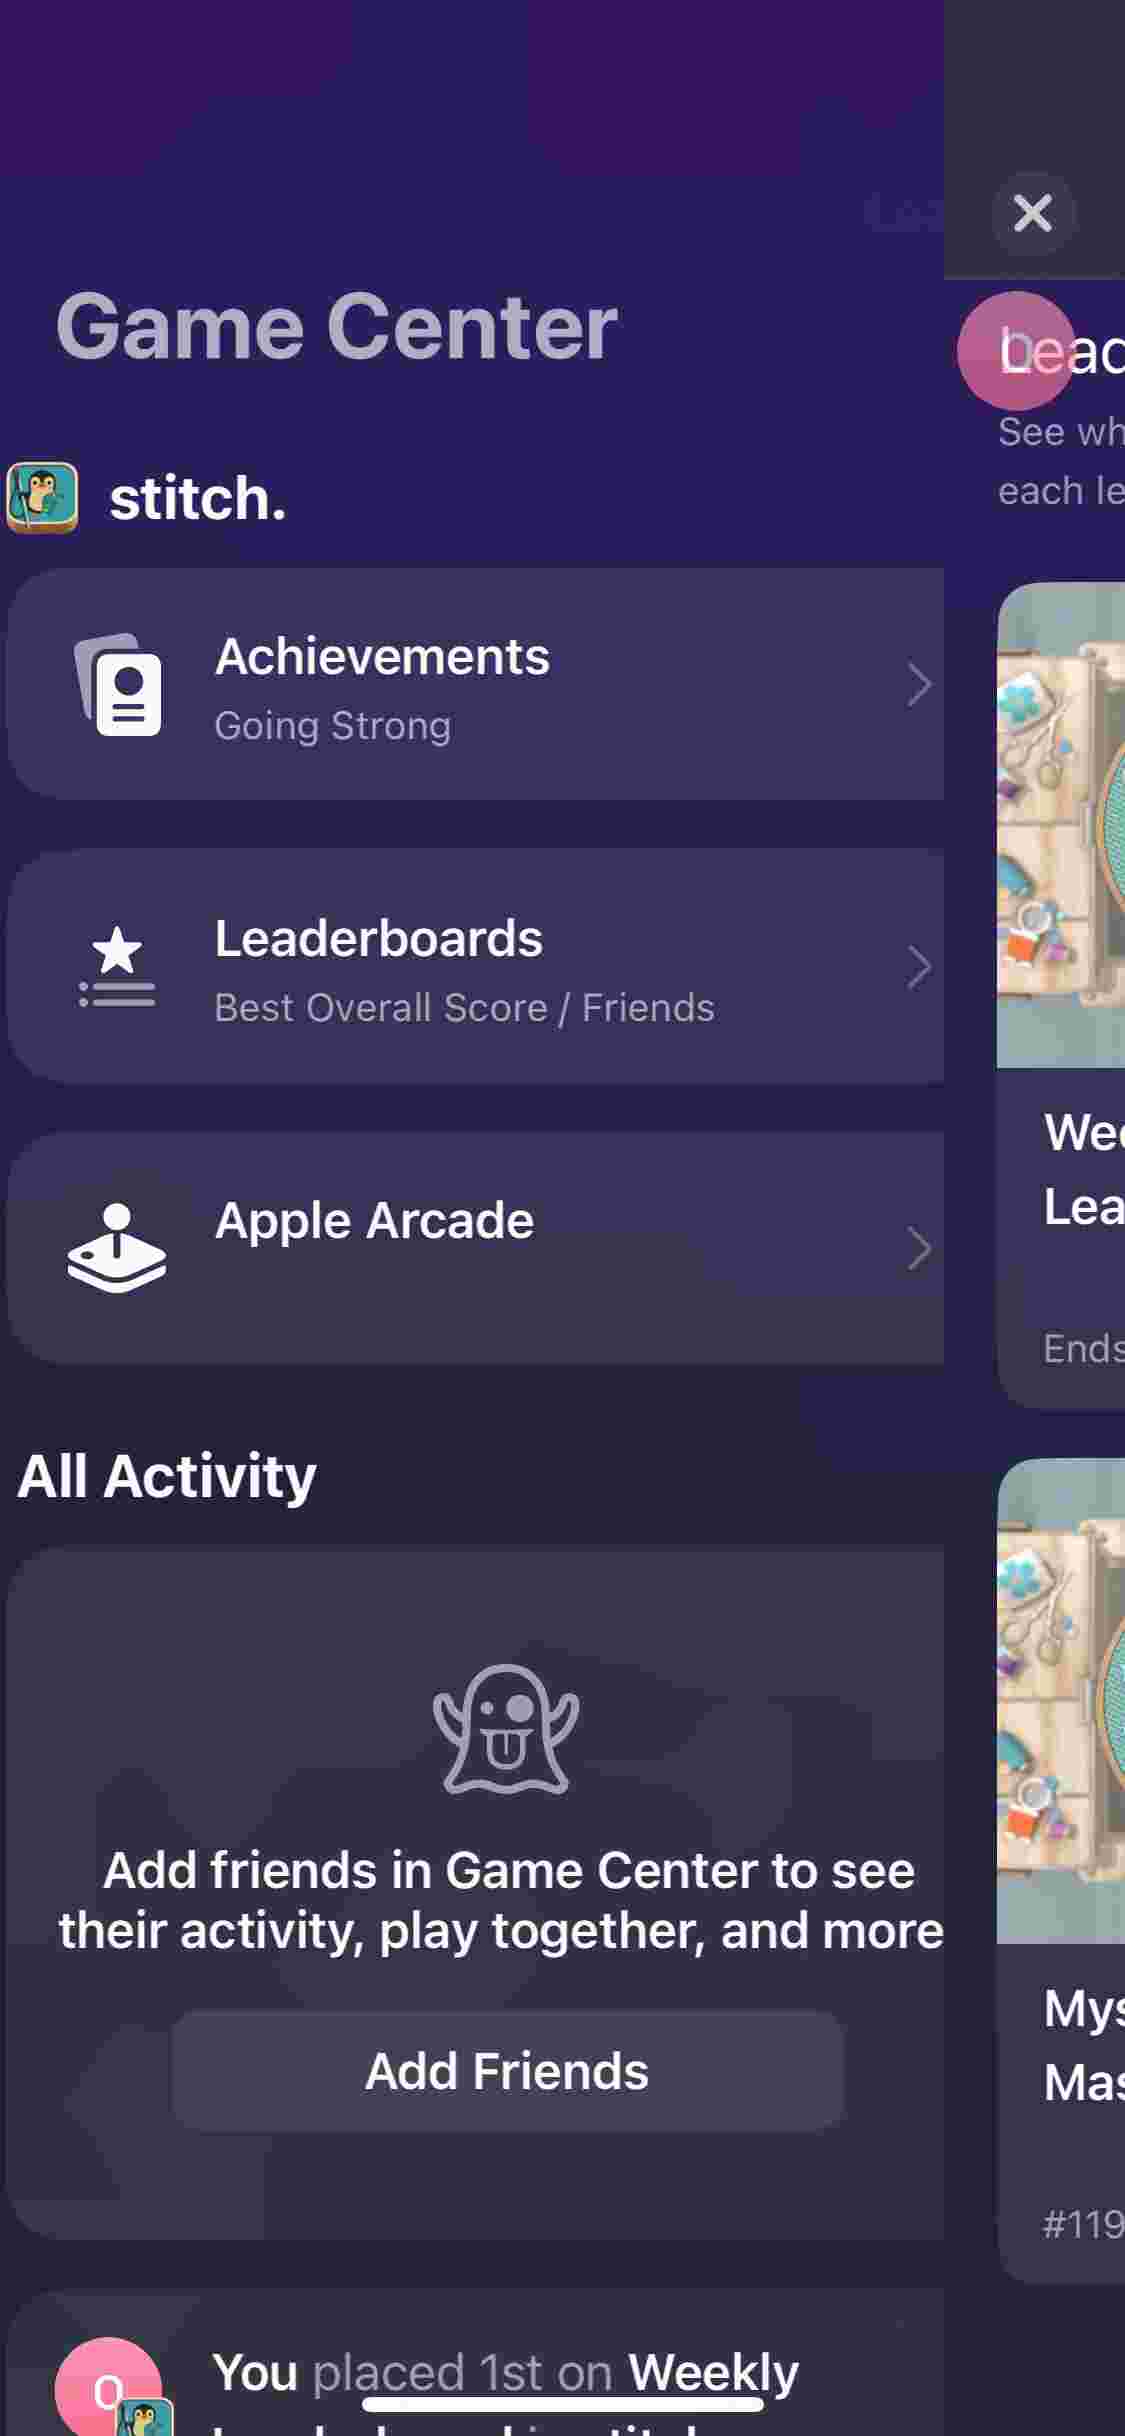 Game Center
stitch.
Achievements
Going Strong
Leaderboards
Best Overall Score / Friends
Apple Arcade
All Activity
Add friends in Game Center to see
their activity, play together, and more
Add Friends
You placed 1st on Weekly
O
Lead
See wh
each le
Wee
Lea
Ends
Mys
Mas
#119